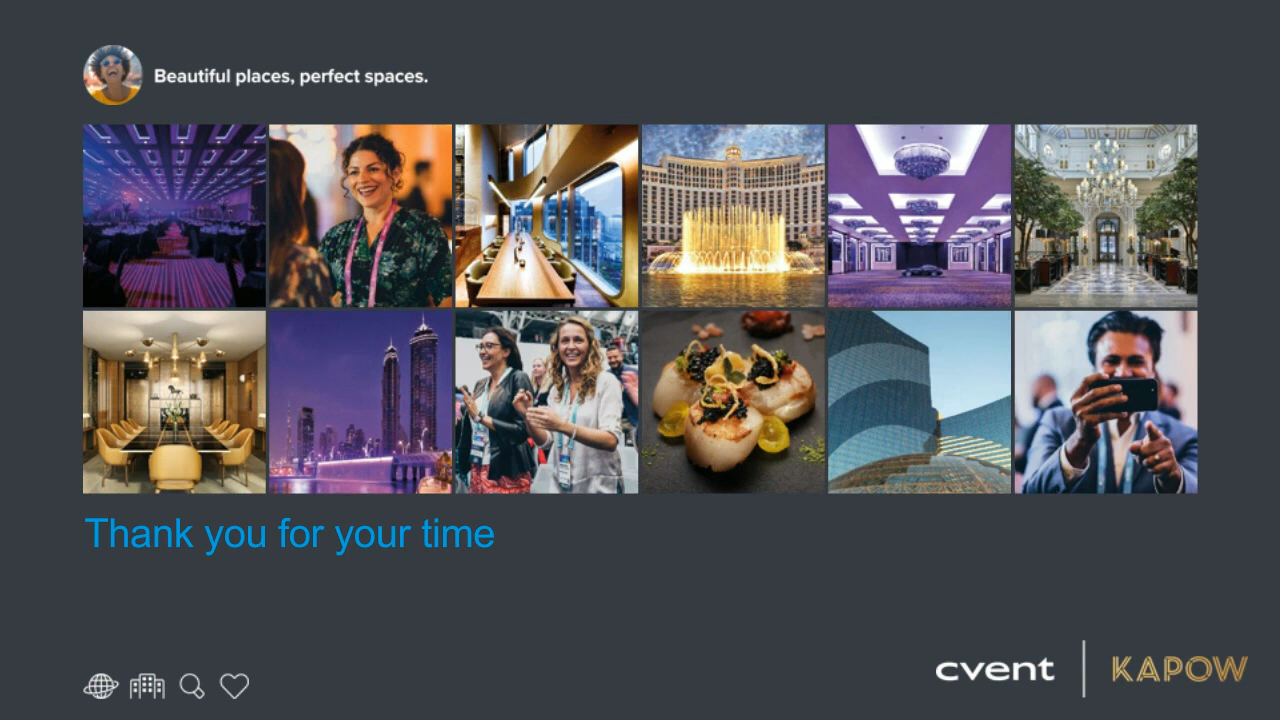 Beautiful places, perfect spaces.
Thank you for your time
cvent | KAPOW